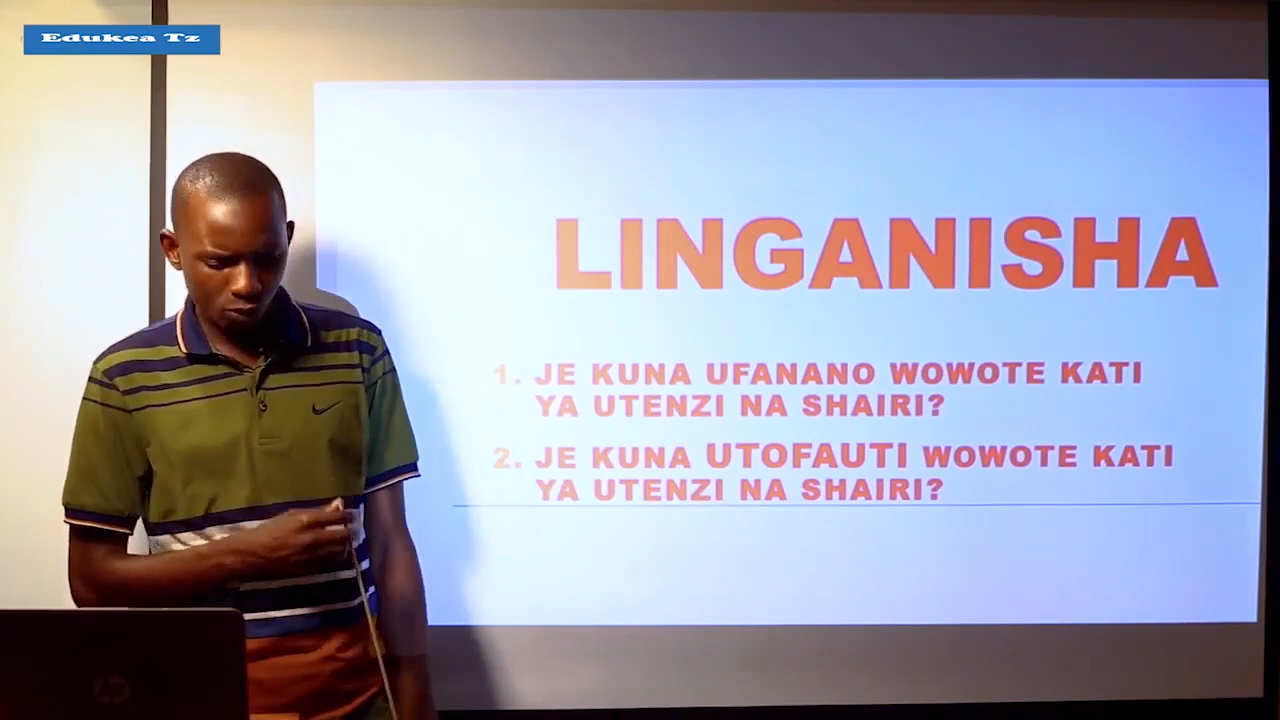 Edukea Tz
LINGANISHA
1. JE KUNA UFANANO WOWOTE KATI
YA UTENZI NA SHAIRI?
2. JE KUNA UTOFAUTI WOWOTE KATI
YA UTENZI NA SHAIRI?
hp